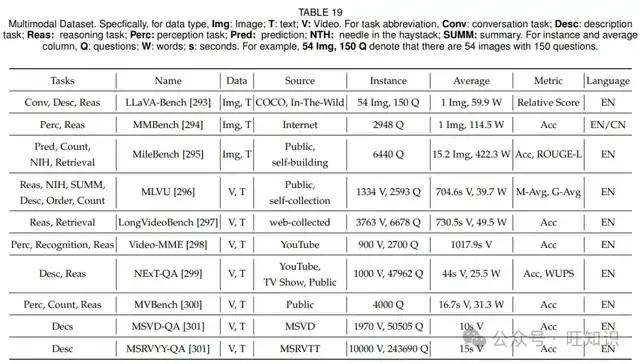 TABLE 19
Multimodal Dataset. Specfically, for data type, Img: Image; T: text; V: Video. For task abbreviation, Conv: conversation task; Desc: description
task; Reas: reasoning task; Perc: perception task; Pred: prediction; NTH: needle in the haystack; SUMM: summary. For instance and average
column, Q: questions; W: words; s: seconds. For example, 54 Img, 150 Q denote that there are 54 images with 150 questions.
Tasks Name Data Source Instance Average Metric Language
Conv, Desc, Reas LLaVA-Bench [293] Img, T COCO, In-The-Wild 54 Img, 150 Q 1 Img, 59.9 W Relative Score EN
Perc, Reas MMBench [294] Img, T Internet 2948 Q 1 Img, 114.5 W Acc EN/CN
Pred, Count,
NIH, Retrieval MileBench [295] Img, T Public,
self-building 6440 Q 15.2 Img, 422.3 W Acc, ROUGE-L EN
Reas, NIH, SUMM,
Desc, Order, Count MLVU [296] V, T Public,
self-collection 1334 V, 2593 Q 704.6s V, 39.7 W M-Avg, G-Avg EN
Reas, Retrieval LongVideoBench [297] V, T web-collected 3763 V, 6678 Q 730.5s V, 49.5 W Acc EN
Perc, Recognition, Reas Video-MME [298] V, T YouTube 900 V, 2700 Q 1017.9s V Acc EN
Desc, Reas NExT-QA [299] V, T YouTube,
TV Show, Public 1000 V, 47962 Q 44s V, 25.5 W Acc, WUPS EN
Perc, Count, Reas MVBench [300] V, T Public 4000 Q 16.7s V, 31.3 W Acc EN
Decs MSVD-QA [301] V, T MSVD 1970 V, 50505 Q 10s V Acc EN
Desc MSRVYY-QA [301] V, T MSRVTT 10000 V, 243690 Q 15s V Acc EN
公众号 · 旺知识